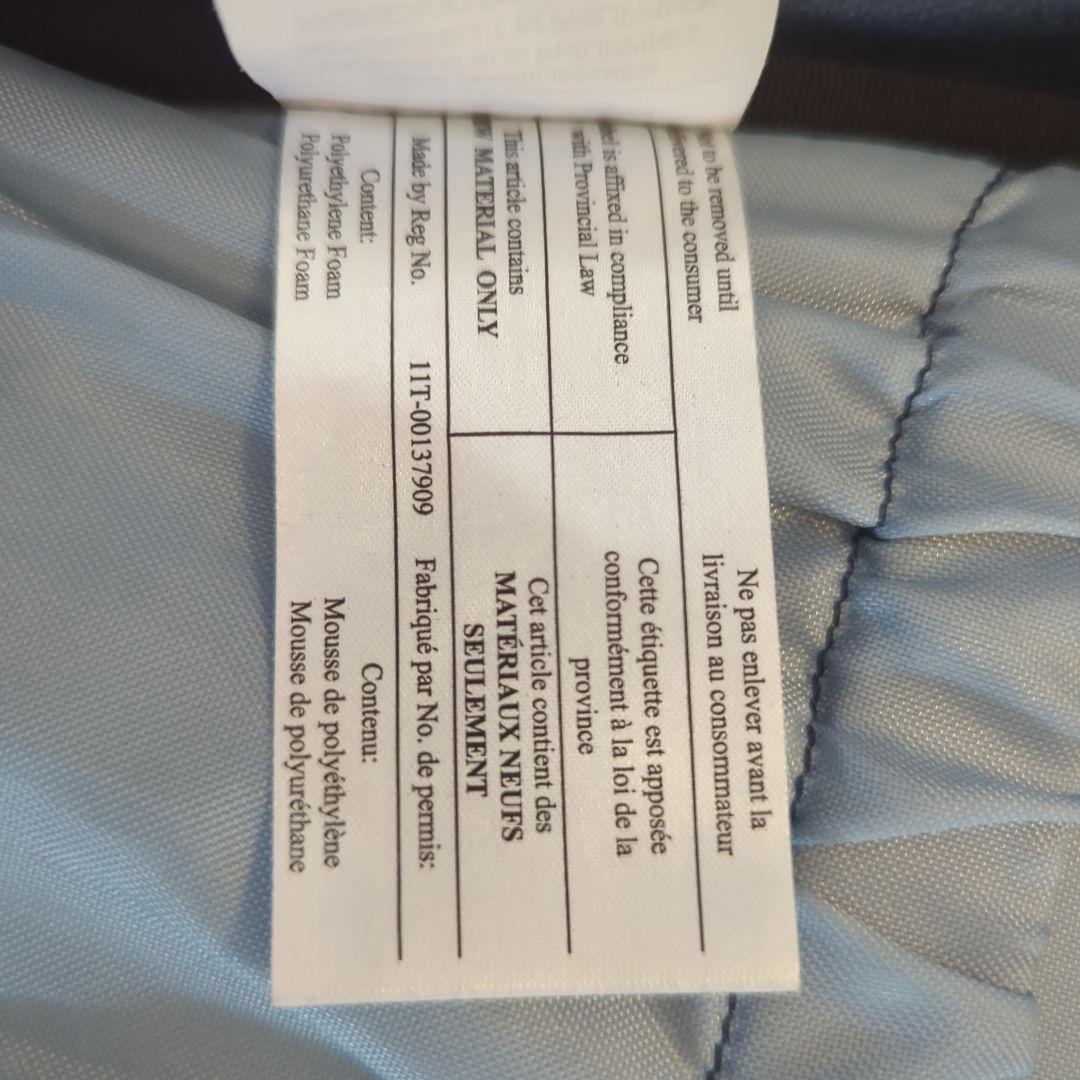 to be removed until
to the consumer
Ne pas enlever avant la
livraison au consommateur
is affixed in compliance
with Provincial Law
Cette étiquette est apposée
conformément à la loi de la
province
This article contains
MATERIAL ONLY
Cet article contient des
MATÉRIAUX NEUFS
SEULEMENT
Made by Reg No. 11T-00137909 Fabriqué par No. de permis:
Content:
Polyethylene Foam
Polyurethane Foam
Contenu:
Mousse de polyéthylène
Mousse de polyuréthane